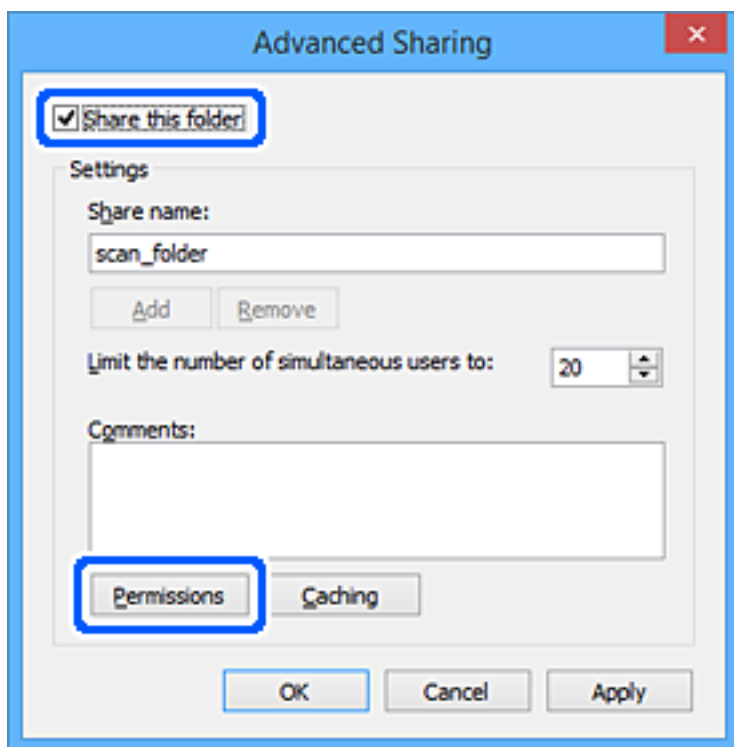 Advanced Sharing
Share this folder
Settings
Share name:
scan_folder
Add Remove
Limit the number of simultaneous users to: 20
Comments:
Permissions Caching
OK Cancel Apply